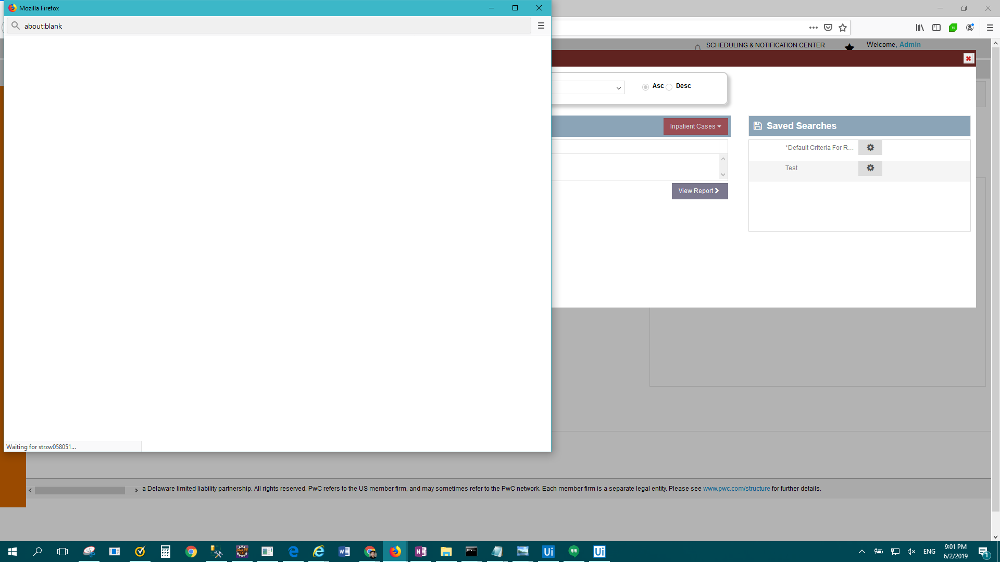 Mozilla Firefox
about:blank
SCHEDULING & NOTIFICATION CENTER
Welcome, Admin
Asc
Desc
Inpatient Cases
Saved Searches
*Default Criteria For R...
Test
View Report
Waiting for strzw058051...
a Delaware limited liability partnership. All rights reserved. PwC refers to the US member firm, and may sometimes refer to the PwC network. Each member firm is a separate legal entity. Please see www.pwc.com/structure for further details.
ENG
9:01 PM
6/2/2019
1